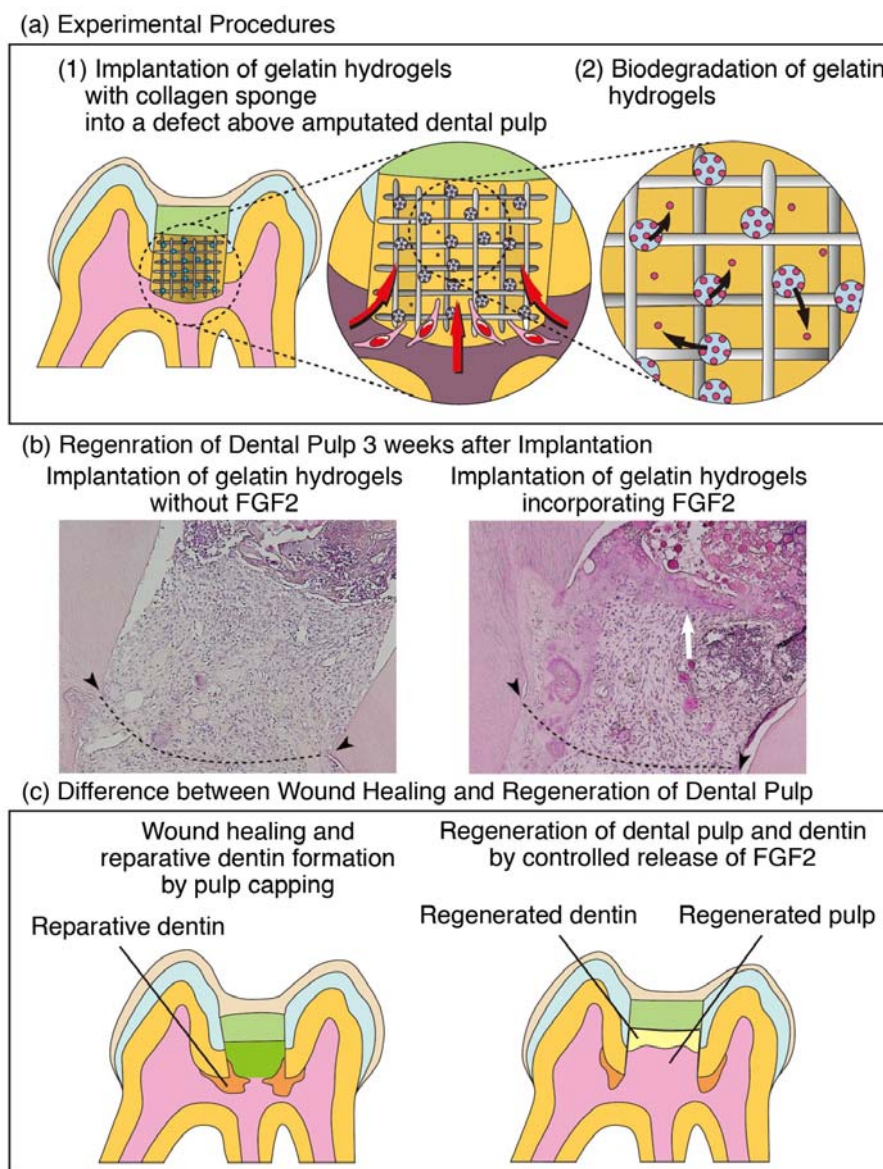 (a) Experimental Procedures
(1) Implantation of gelatin hydrogels
with collagen sponge
into a defect above amputated dental pulp
(2) Biodegradation of gelatin
hydrogels
(b) Regenration of Dental Pulp 3 weeks after Implantation
Implantation of gelatin hydrogels
without FGF2
Implantation of gelatin hydrogels
incorporating FGF2
(c) Difference between Wound Healing and Regeneration of Dental Pulp
Wound healing and
reparative dentin formation
by pulp capping
Reparative dentin
Regeneration of dental pulp and dentin
by controlled release of FGF2
Regenerated dentin
Regenerated pulp